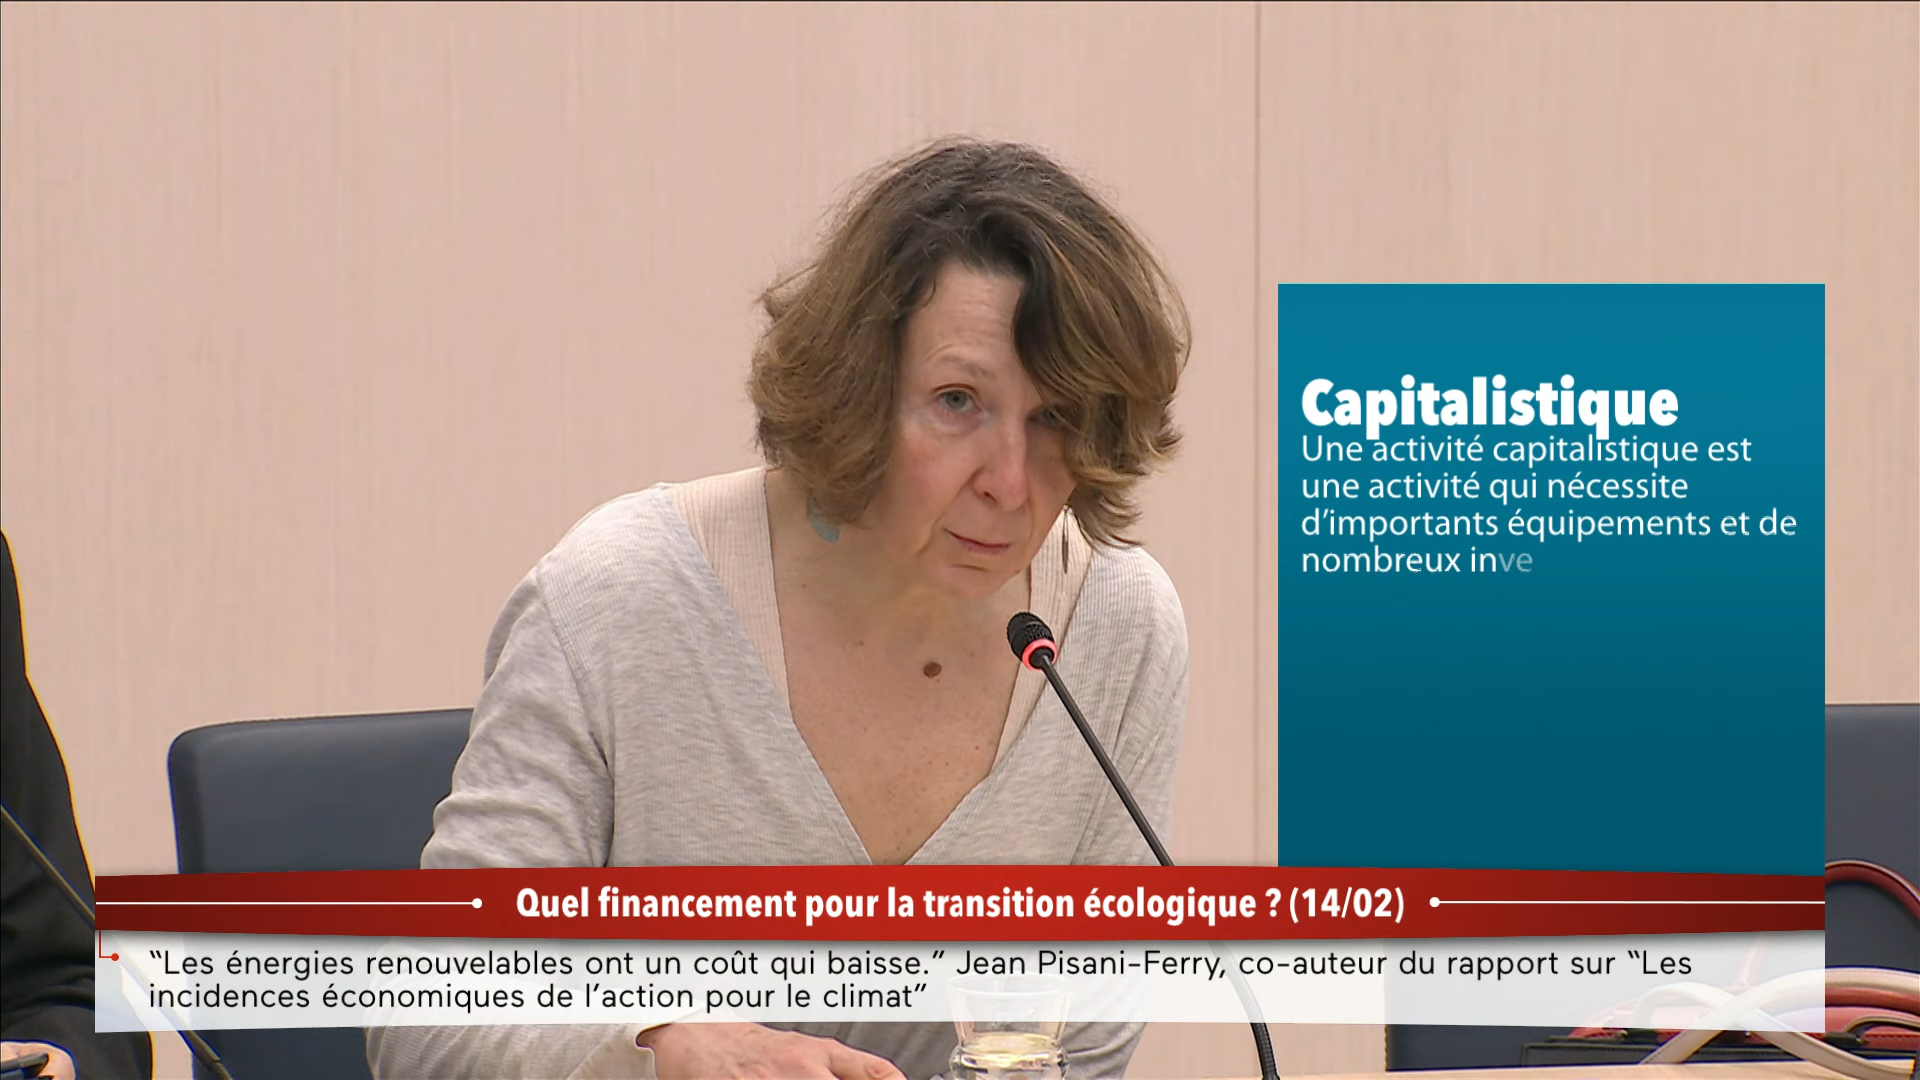 Capitalistique
Une activité capitalistique est
une activité qui nécessite
d’importants équipements et de
nombreux inve
Quel financement pour la transition écologique ? (14/02)
“Les énergies renouvelables ont un coût qui baisse.” Jean Pisani-Ferry, co-auteur du rapport sur “Les
incidences économiques de l’action pour le climat”